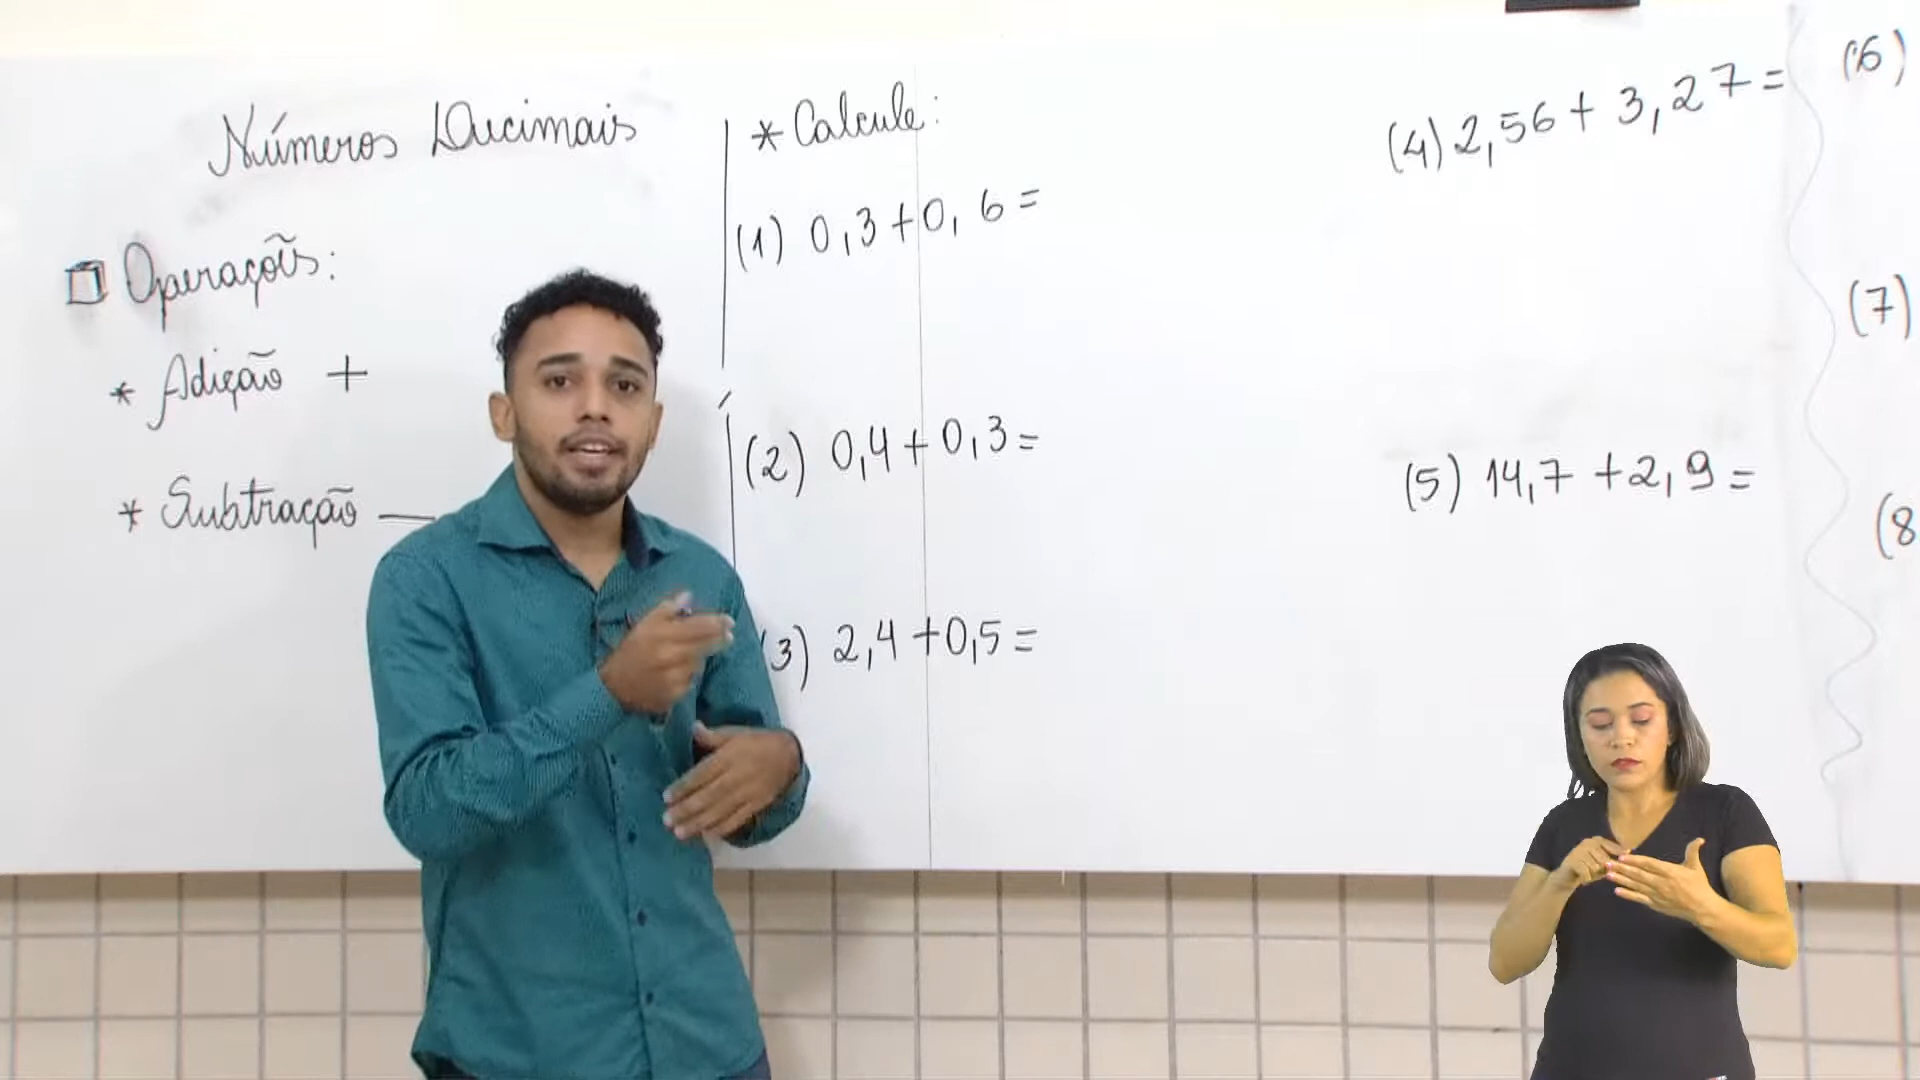 Números Decimais
Operações:
* Adição +
* Subtração —
* Calcule:
(1) 0,3+0,6=
(2) 0,4+0,3=
(3) 2,4+0,5=
(4) 2,56+3,27=
(5) 14,7+2,9=
(6)
(7)
(8